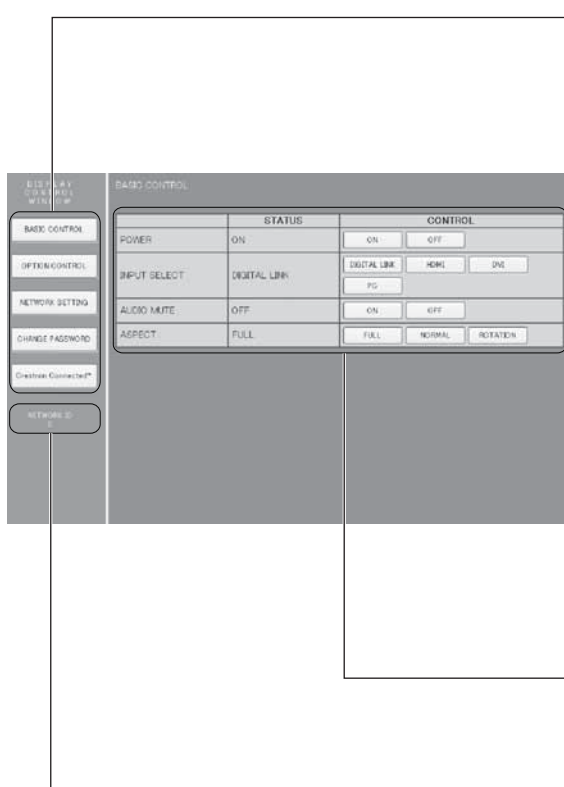 DISPLAY
CONTROL
WINDOW
BASIC CONTROL
OPTION CONTROL
NETWORK SETTING
CHANGE PASSWORD
Crestron Connected™
NETWORK ID
0
BASIC CONTROL
STATUS CONTROL
POWER ON ON OFF
INPUT SELECT DIGITAL LINK DIGITAL LINK HDMI DVI
PC
AUDIO MUTE OFF ON OFF
ASPECT FULL FULL NORMAL ROTATION